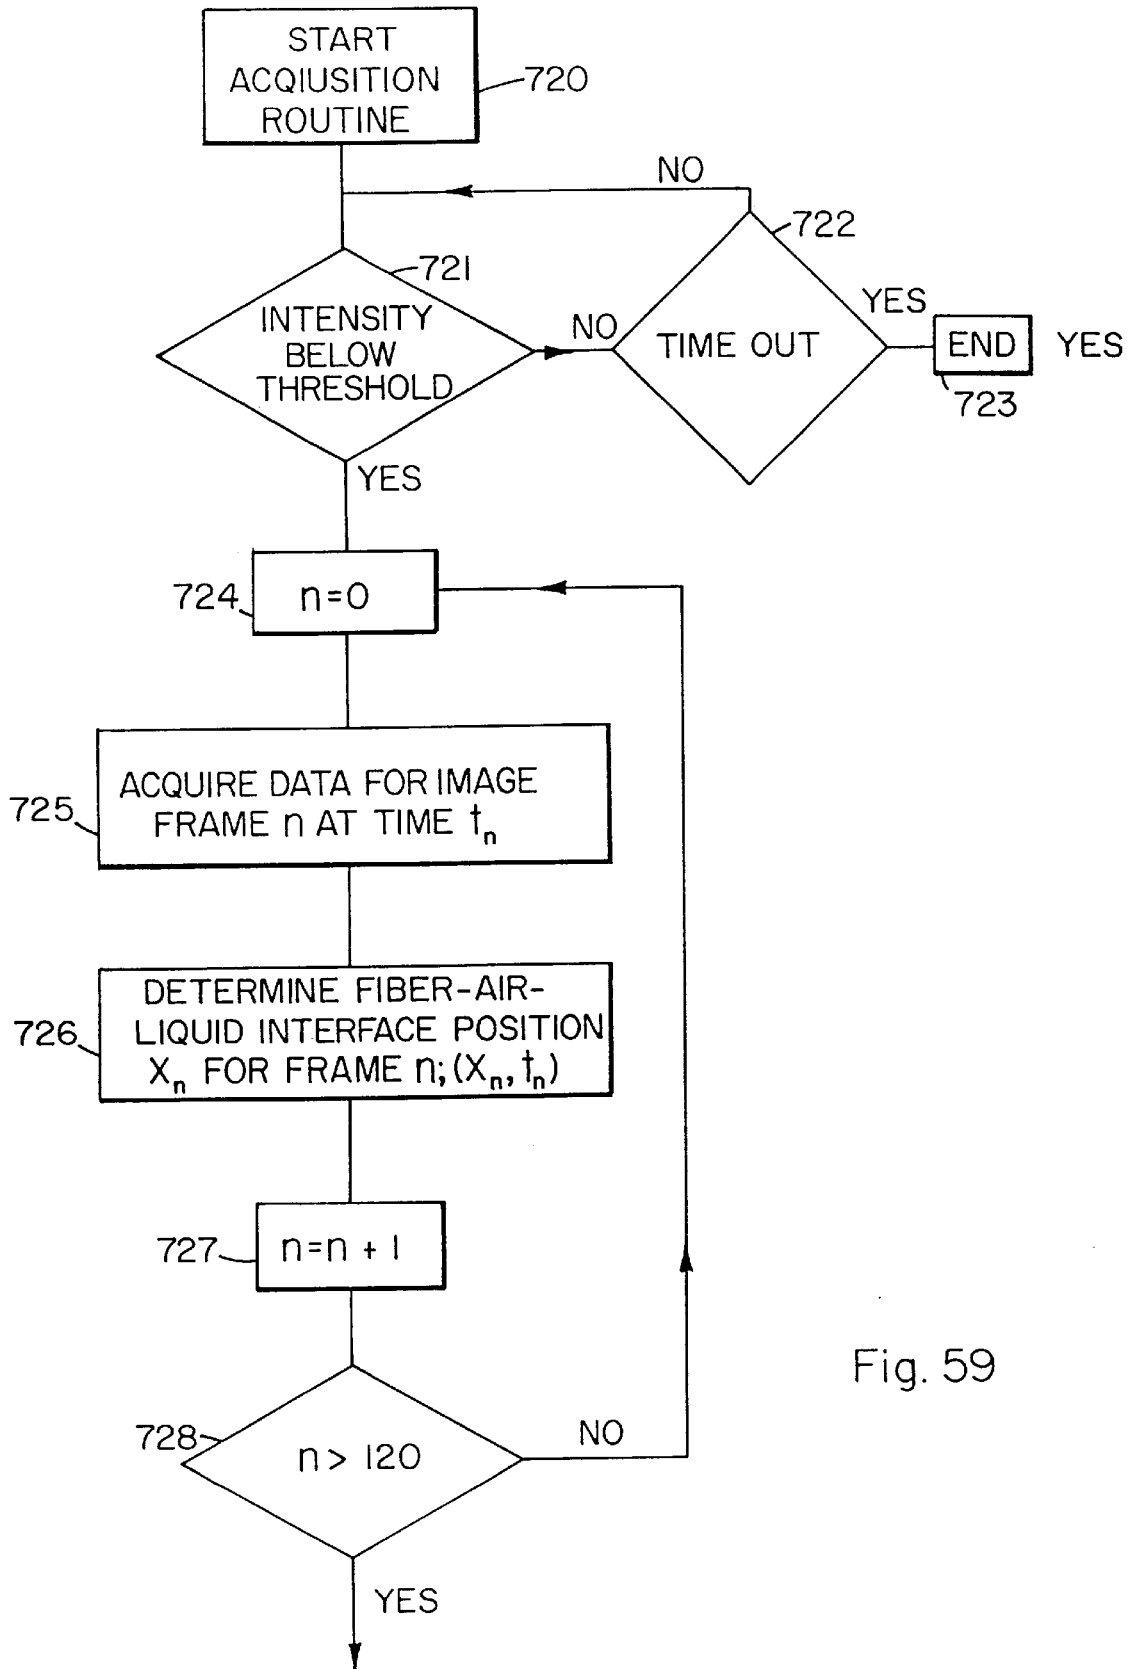 START
ACQIUSITION
ROUTINE
720
NO
722
721
INTENSITY
BELOW
THRESHOLD
NO
TIME OUT
YES
END
YES
723
YES
724
n=0
725
ACQUIRE DATA FOR IMAGE
FRAME n AT TIME tn
726
DETERMINE FIBER-AIR-
LIQUID INTERFACE POSITION
Xn FOR FRAME n; (Xn, tn)
727
n=n + 1
Fig. 59
728
n > 120
NO
YES